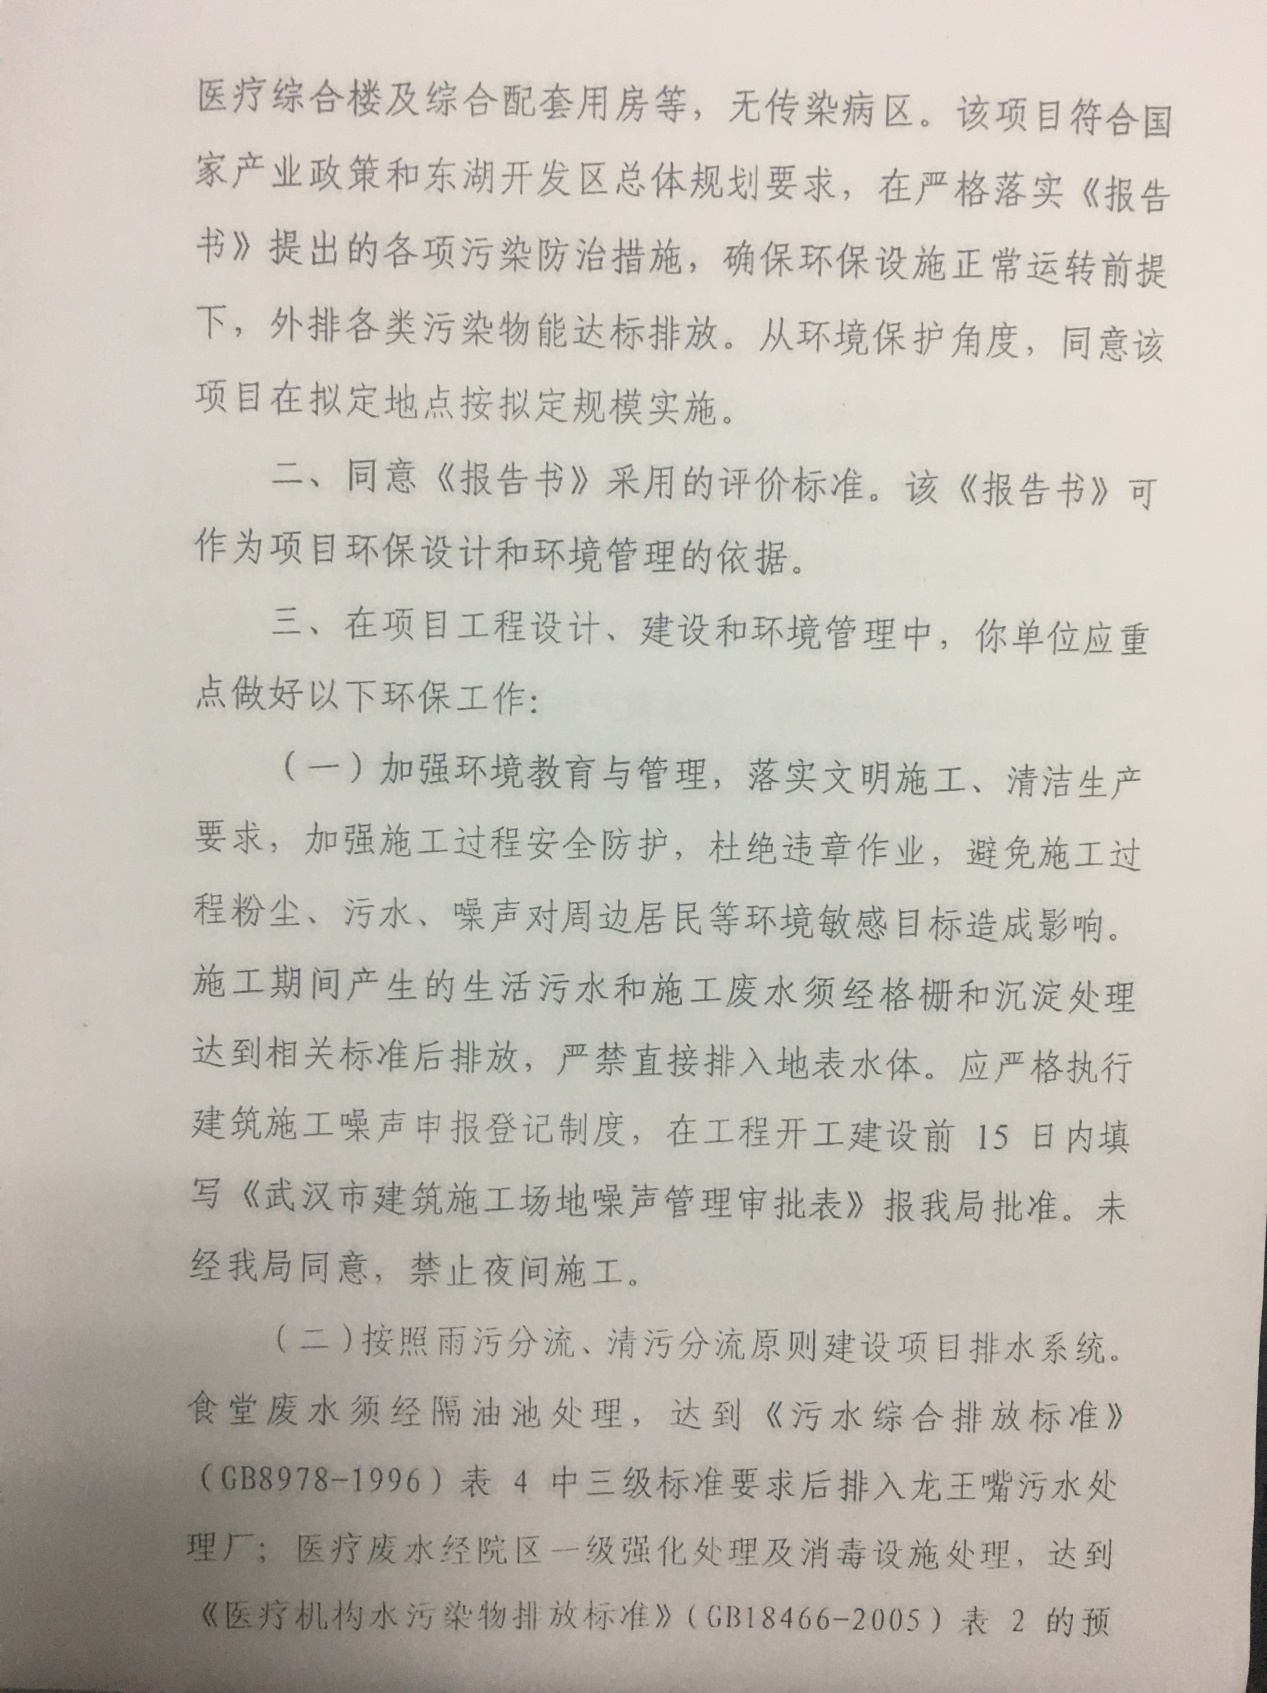 医疗综合楼及综合配套用房等，无传染病区。该项目符合国
家产业政策和东湖开发区总体规划要求，在严格落实《报告
书》提出的各项污染防治措施，确保环保设施正常运转前提
下，外排各类污染物能达标排放。从环境保护角度，同意该
项目在拟定地点按拟定规模实施。
二、同意《报告书》采用的评价标准。该《报告书》可
作为项目环保设计和环境管理的依据。
三、在项目工程设计、建设和环境管理中，你单位应重
点做好以下环保工作：
（一）加强环境教育与管理，落实文明施工、清洁生产
要求，加强施工过程安全防护，杜绝违章作业，避免施工过
程粉尘、污水、噪声对周边居民等环境敏感目标造成影响。
施工期间产生的生活污水和施工废水须经格栅和沉淀处理
达到相关标准后排放，严禁直接排入地表水体。应严格执行
建筑施工噪声申报登记制度，在工程开工建设前 15 日内填
写《武汉市建筑施工场地噪声管理审批表》报我局批准。未
经我局同意，禁止夜间施工。
（二）按照雨污分流、清污分流原则建设项目排水系统。
食堂废水须经隔油池处理，达到《污水综合排放标准》
（GB8978-1996）表 4 中三级标准要求后排入龙王嘴污水处
理厂；医疗废水经院区一级强化处理及消毒设施处理，达到
《医疗机构水污染物排放标准》（GB18466-2005）表 2 的预